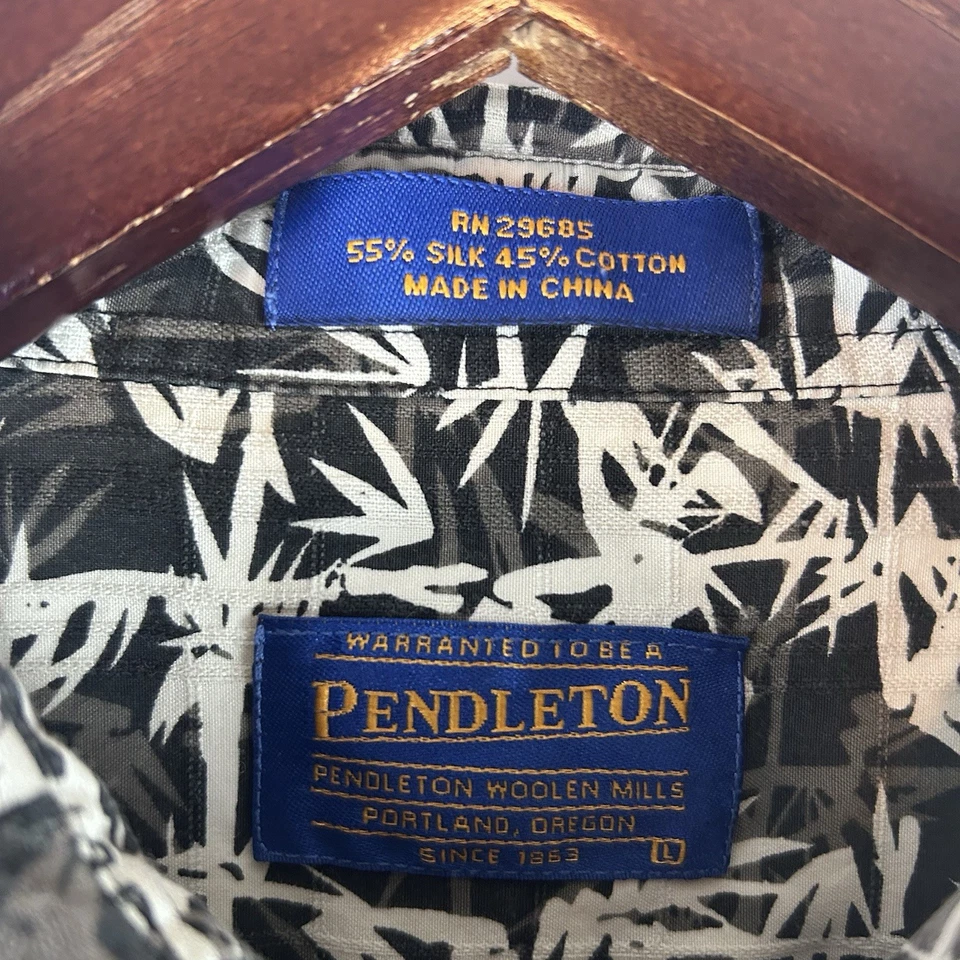 RN 29685
55% SILK 45% COTTON
MADE IN CHINA
WARRANTED TO BE A
PENDLETON
PENDLETON WOOLEN MILLS
PORTLAND, OREGON
SINCE 1863
L